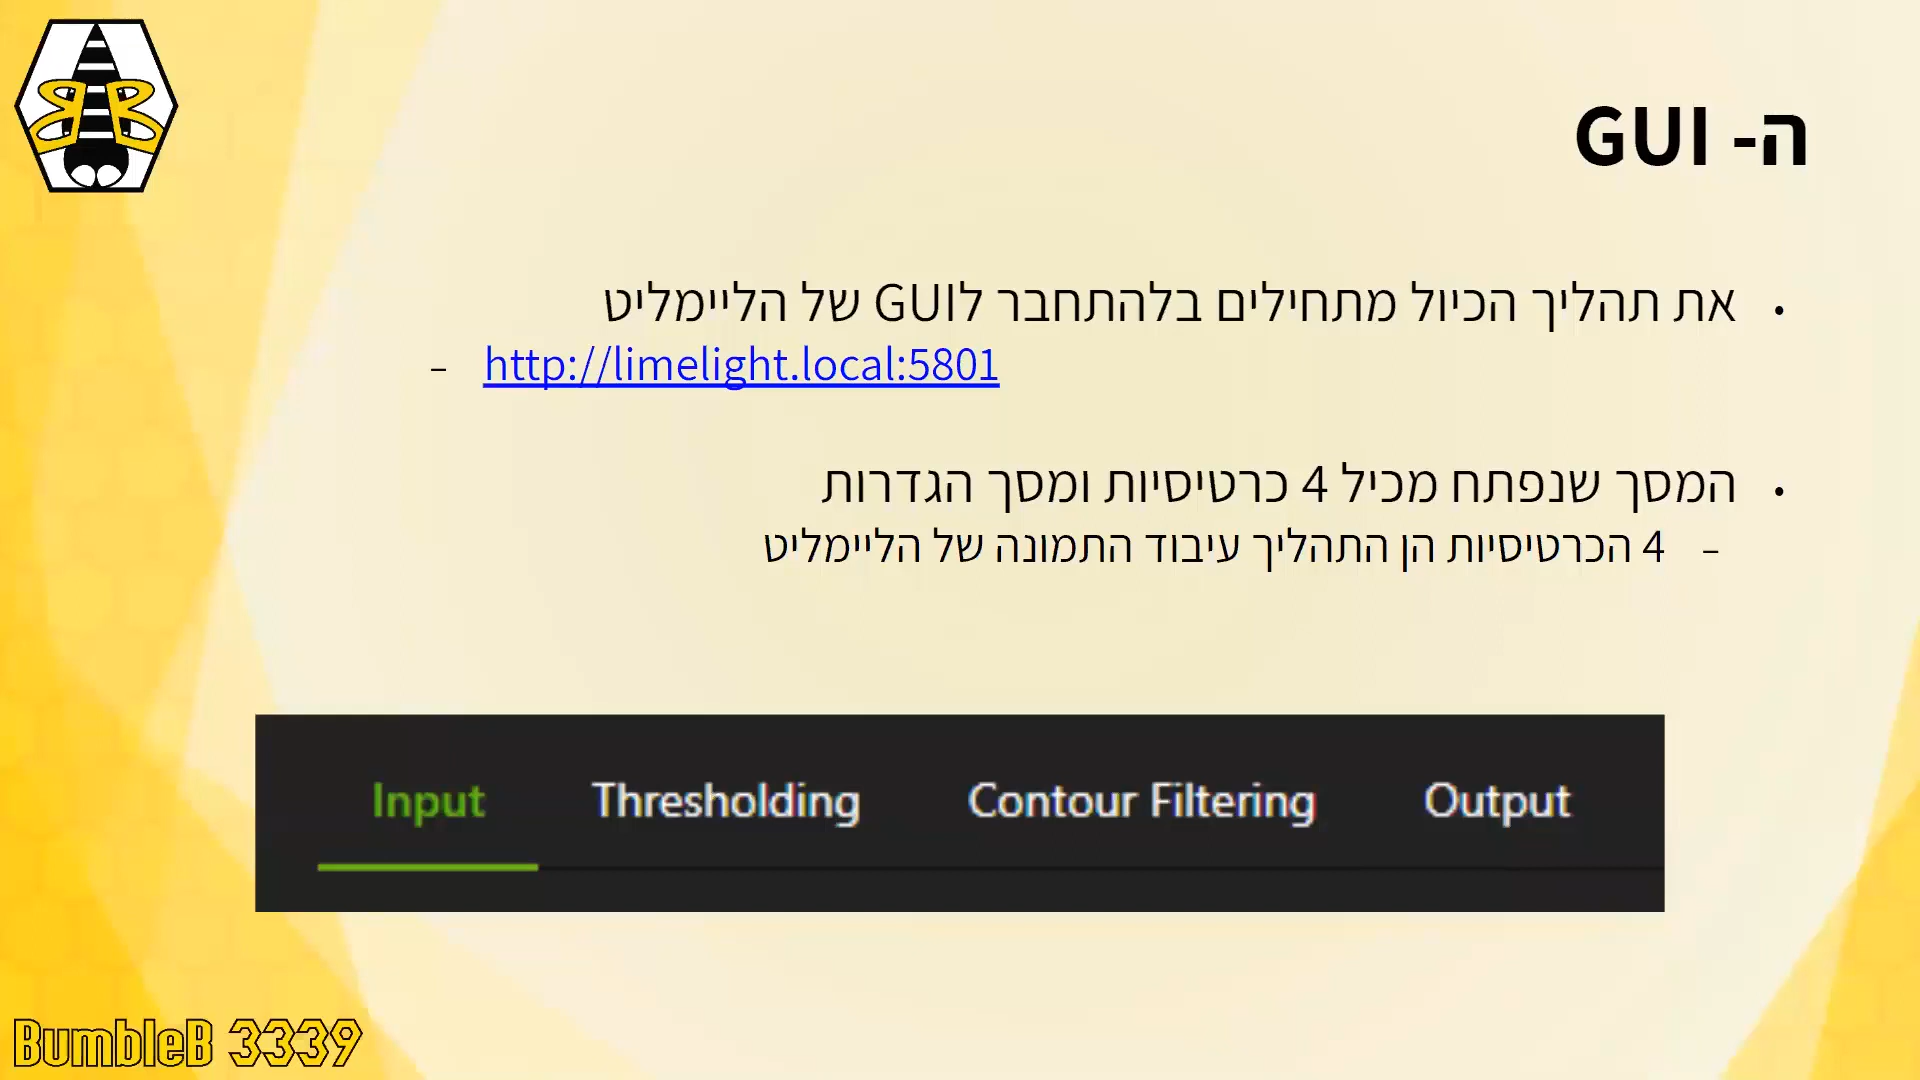 ה- GUI
• את תהליך הכיול מתחילים בלהתחבר לGUI של הליימליט
– http://limelight.local:5801
• המסך שנפתח מכיל 4 כרטיסיות ומסך הגדרות
– 4 הכרטיסיות הן התהליך עיבוד התמונה של הליימליט
Input Thresholding Contour Filtering Output
BumbleB 3339